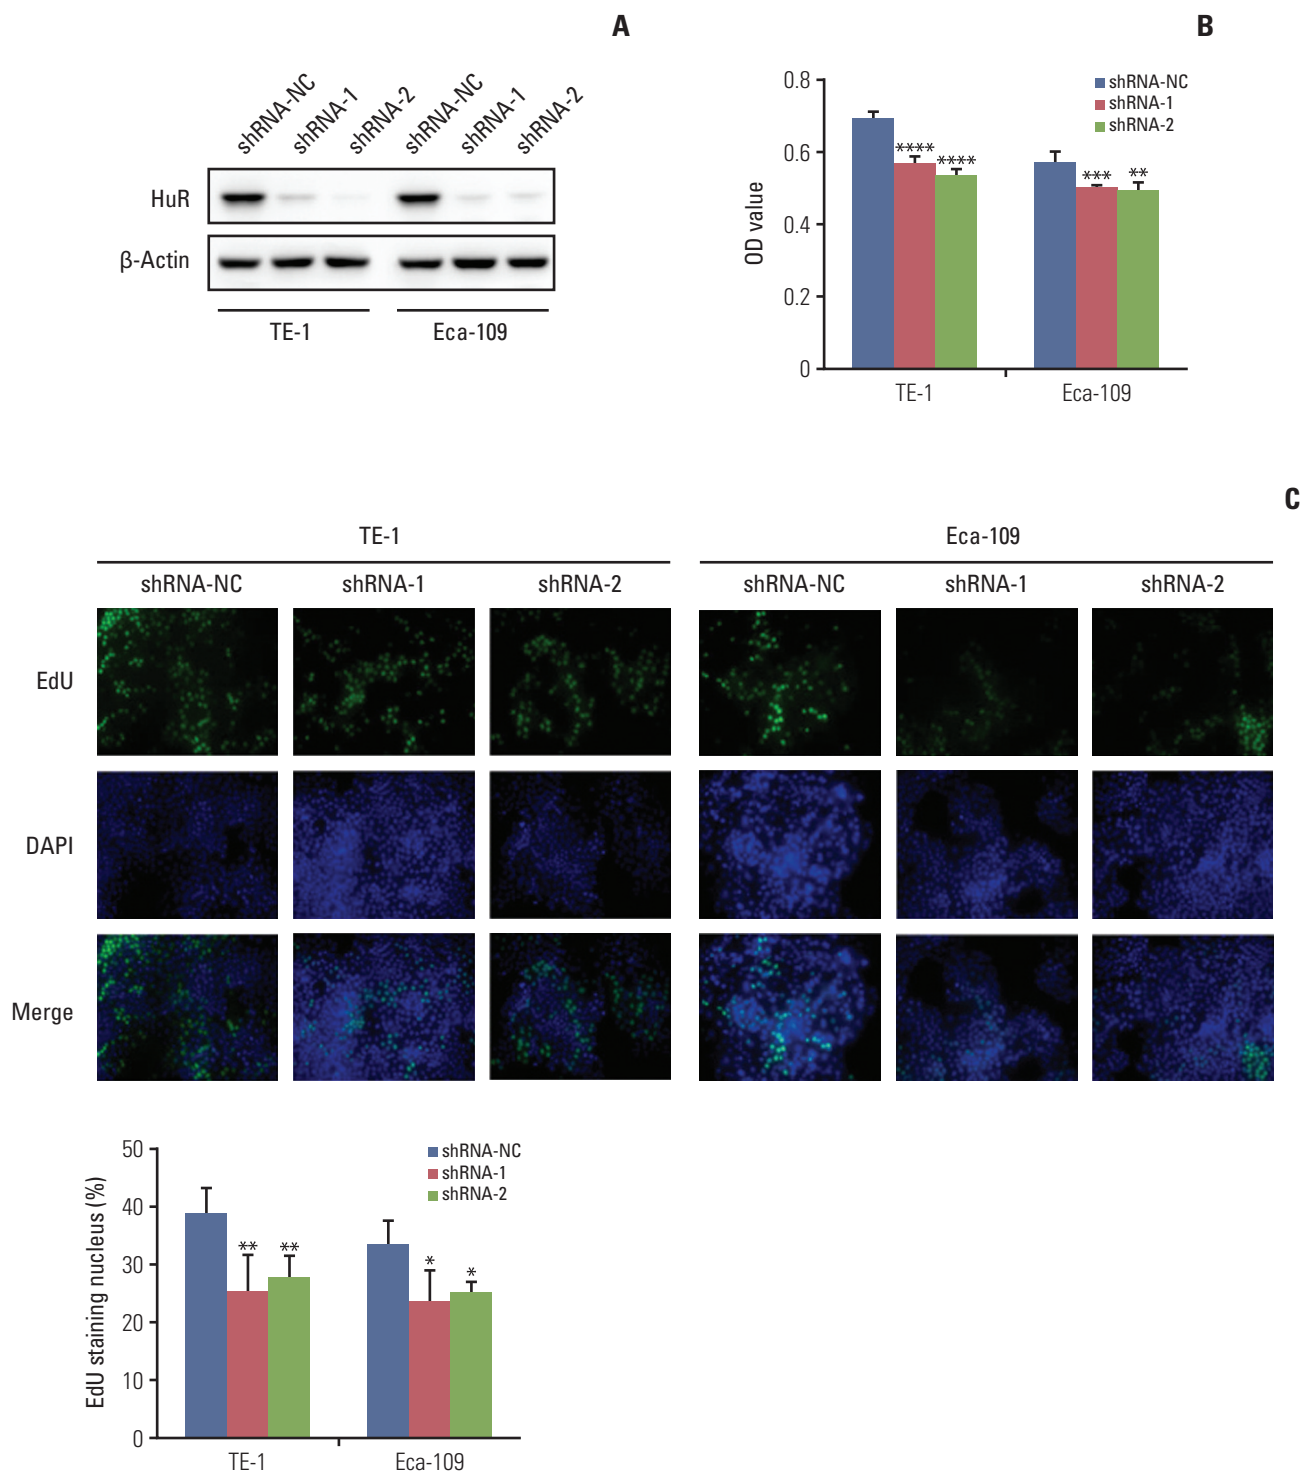 A
shRNA-NC
shRNA-1
shRNA-2
shRNA-NC
shRNA-1
shRNA-2
HuR
β-Actin
TE-1
Eca-109
B
0.8
0.6
0.4
0.2
0
OD value
shRNA-NC
shRNA-1
shRNA-2
****
****
***
**
TE-1
Eca-109
C
TE-1
Eca-109
shRNA-NC
shRNA-1
shRNA-2
shRNA-NC
shRNA-1
shRNA-2
EdU
DAPI
Merge
50
40
30
20
10
0
EdU staining nucleus (%)
shRNA-NC
shRNA-1
shRNA-2
**
**
*
*
TE-1
Eca-109